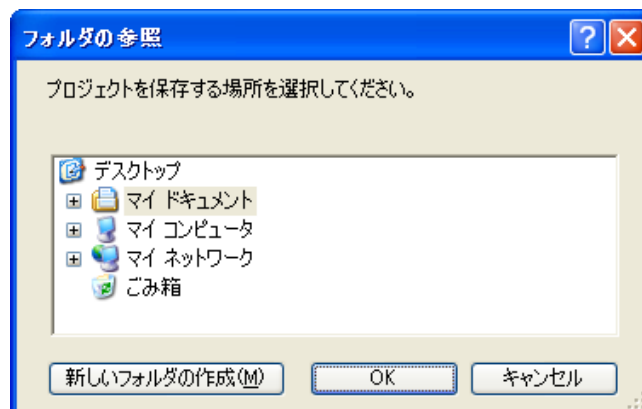 フォルダの参照
プロジェクトを保存する場所を選択してください。
デスクトップ
マイ ドキュメント
マイ コンピュータ
マイ ネットワーク
ごみ箱
新しいフォルダの作成(M) OK キャンセル